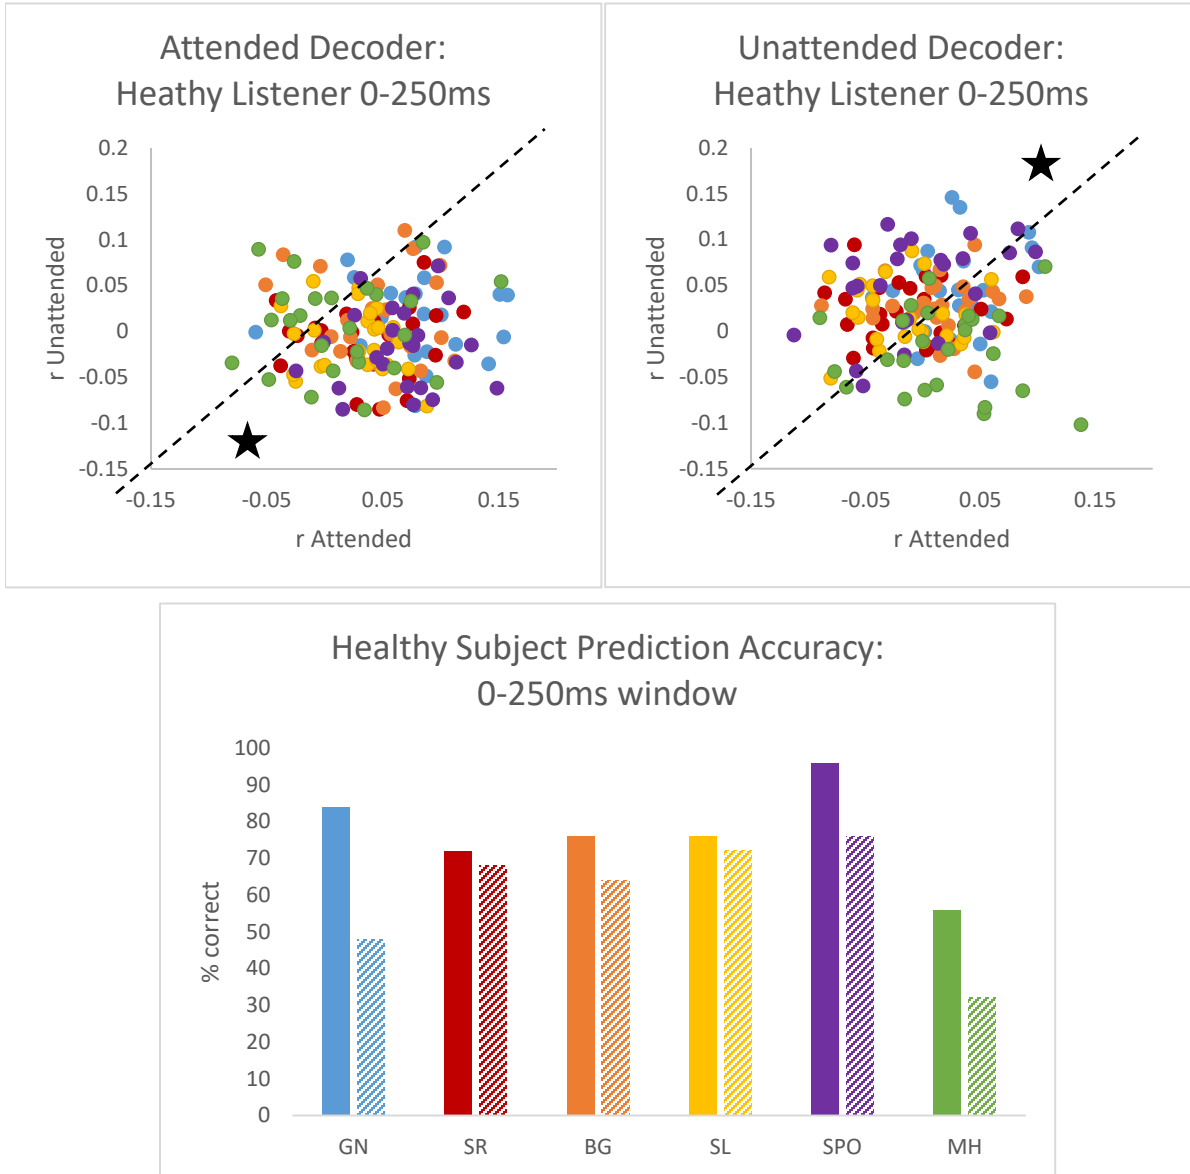 Attended Decoder:
Heathy Listener 0-250ms
0.2
0.15
0.1
0.05
0
-0.05
-0.1
-0.15
r Unattended
-0.15 -0.05 0.05 0.15
r Attended
Unattended Decoder:
Heathy Listener 0-250ms
0.2
0.15
0.1
0.05
0
-0.05
-0.1
-0.15
r Unattended
-0.15 -0.05 0.05 0.15
r Attended
Healthy Subject Prediction Accuracy:
0-250ms window
100
90
80
70
60
50
40
30
20
10
0
% correct
GN SR BG SL SPO MH